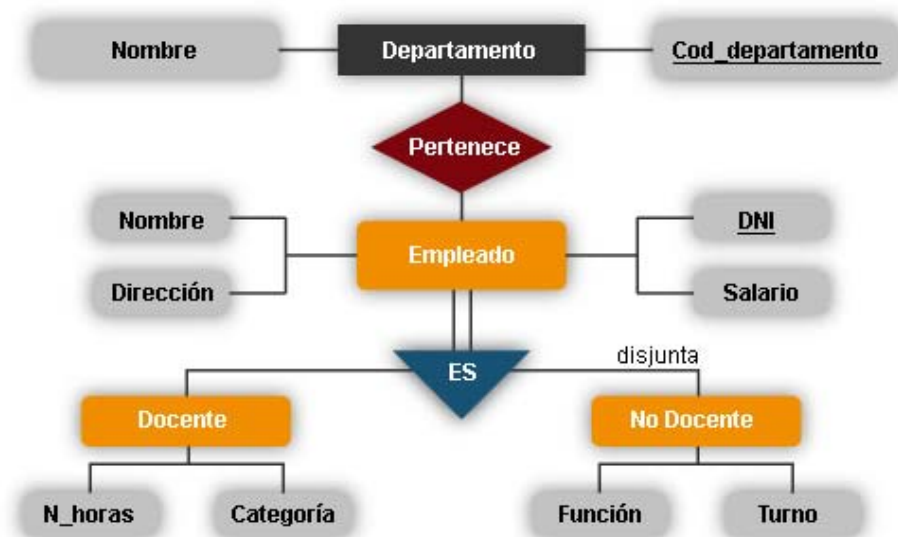 Nombre
Departamento
Cod_departamento
Pertenece
Nombre
Empleado
DNI
Dirección
Salario
ES
disjunta
Docente
No Docente
N_horas
Categoría
Función
Turno